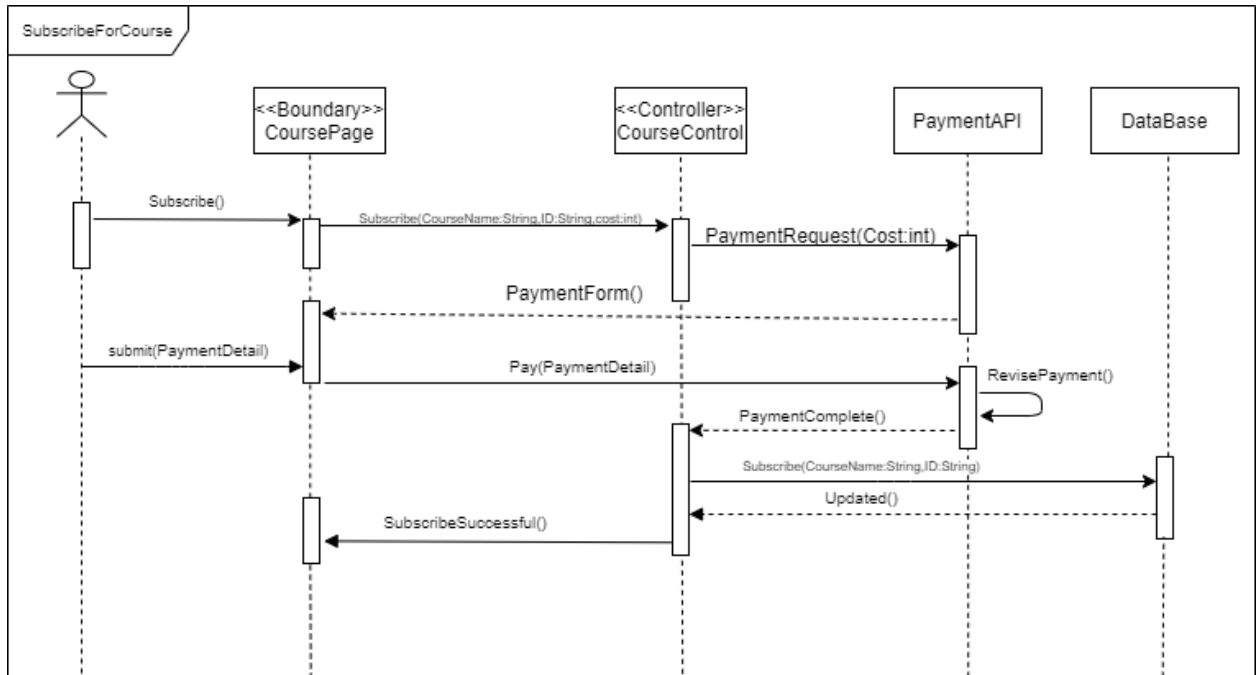 SubscribeForCourse
<<Boundary>>
CoursePage
<<Controller>>
CourseControl
PaymentAPI
DataBase
Subscribe()
Subscribe(CourseName:String,ID:String,cost:int)
PaymentRequest(Cost:int)
PaymentForm()
submit(PaymentDetail)
Pay(PaymentDetail)
RevisePayment()
PaymentComplete()
Subscribe(CourseName:String,ID:String)
Updated()
SubscribeSuccessful()